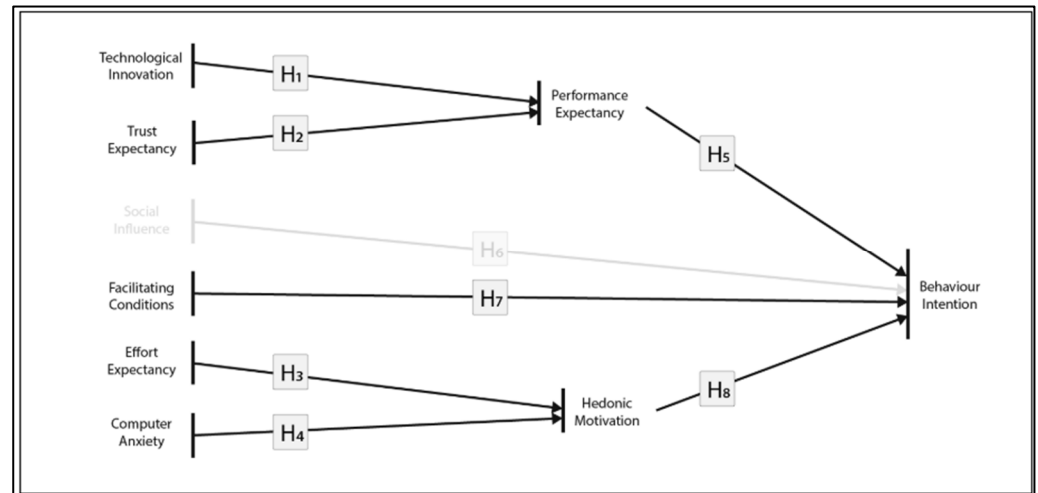 Technological
Innovation
H₁
Performance
Expectancy
Trust
Expectancy
H₂
H₅
Social
Influence
H₆
Facilitating
Conditions
H₇
Behaviour
Intention
Effort
Expectancy
H₃
H₈
Hedonic
Motivation
Computer
Anxiety
H₄